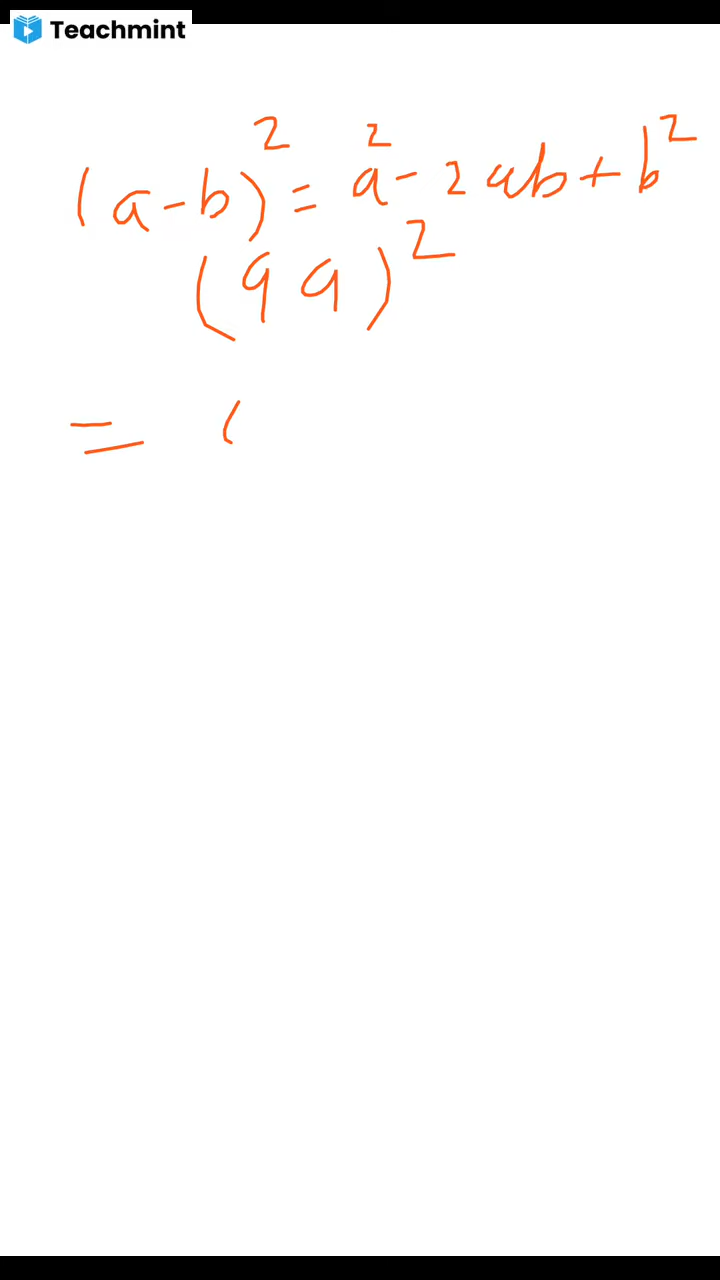 Teachmint
(a-b)² = a² - 2ab + b²
(99)²
= (